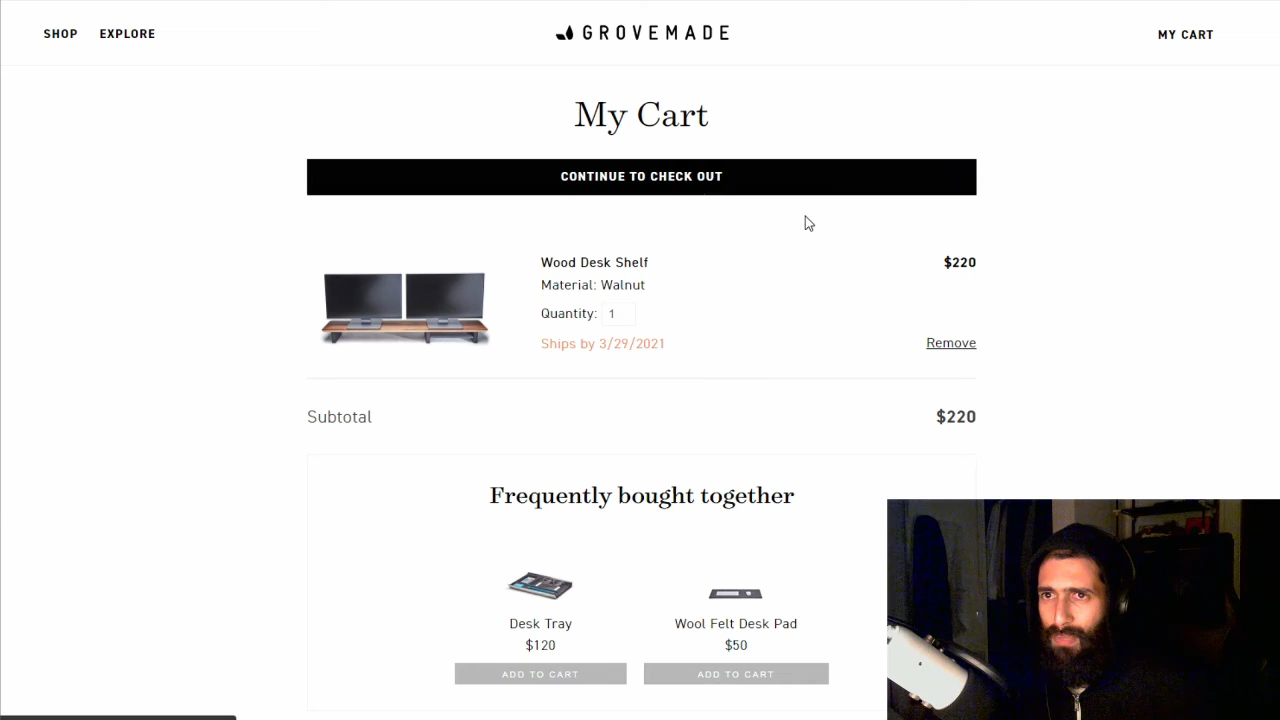 SHOP EXPLORE GROVEMADE MY CART
My Cart
CONTINUE TO CHECK OUT
Wood Desk Shelf $220
Material: Walnut
Quantity: 1
Ships by 3/29/2021 Remove
Subtotal $220
Frequently bought together
Desk Tray Wool Felt Desk Pad
$120 $50
ADD TO CART ADD TO CART